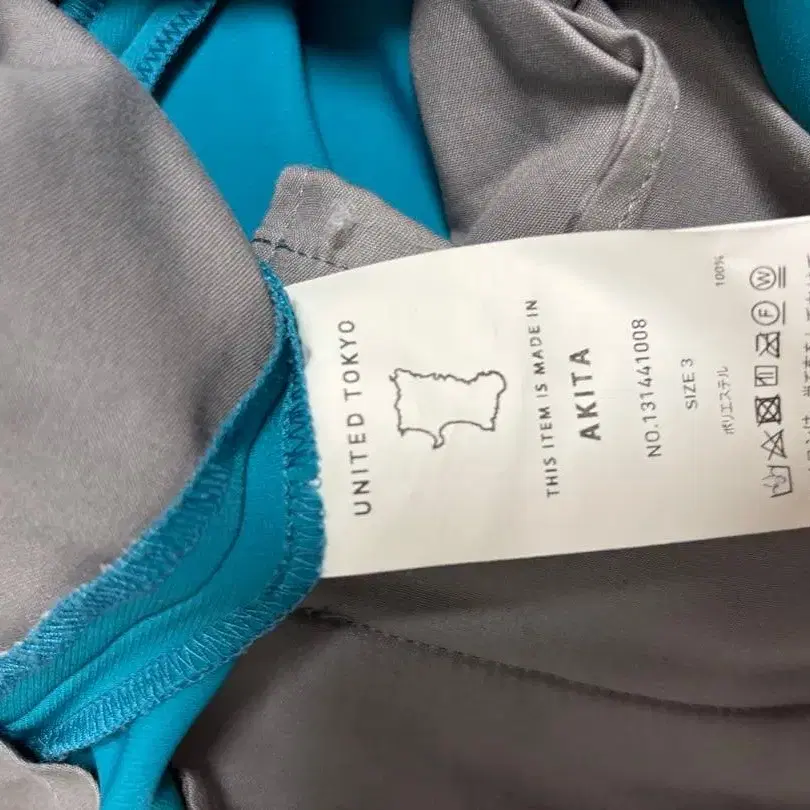 UNITED TOKYO
THIS ITEM IS MADE IN
AKITA
NO.131441008
SIZE 3
ポリエステル 100%
F W